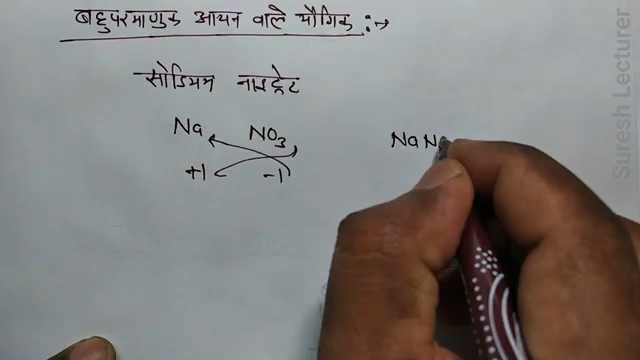 बहुपरमाणुक आयन वाले यौगिक :→
सोडियम नाइट्रेट
Na NO3 NaN
+1 -1
Suresh Lecturer